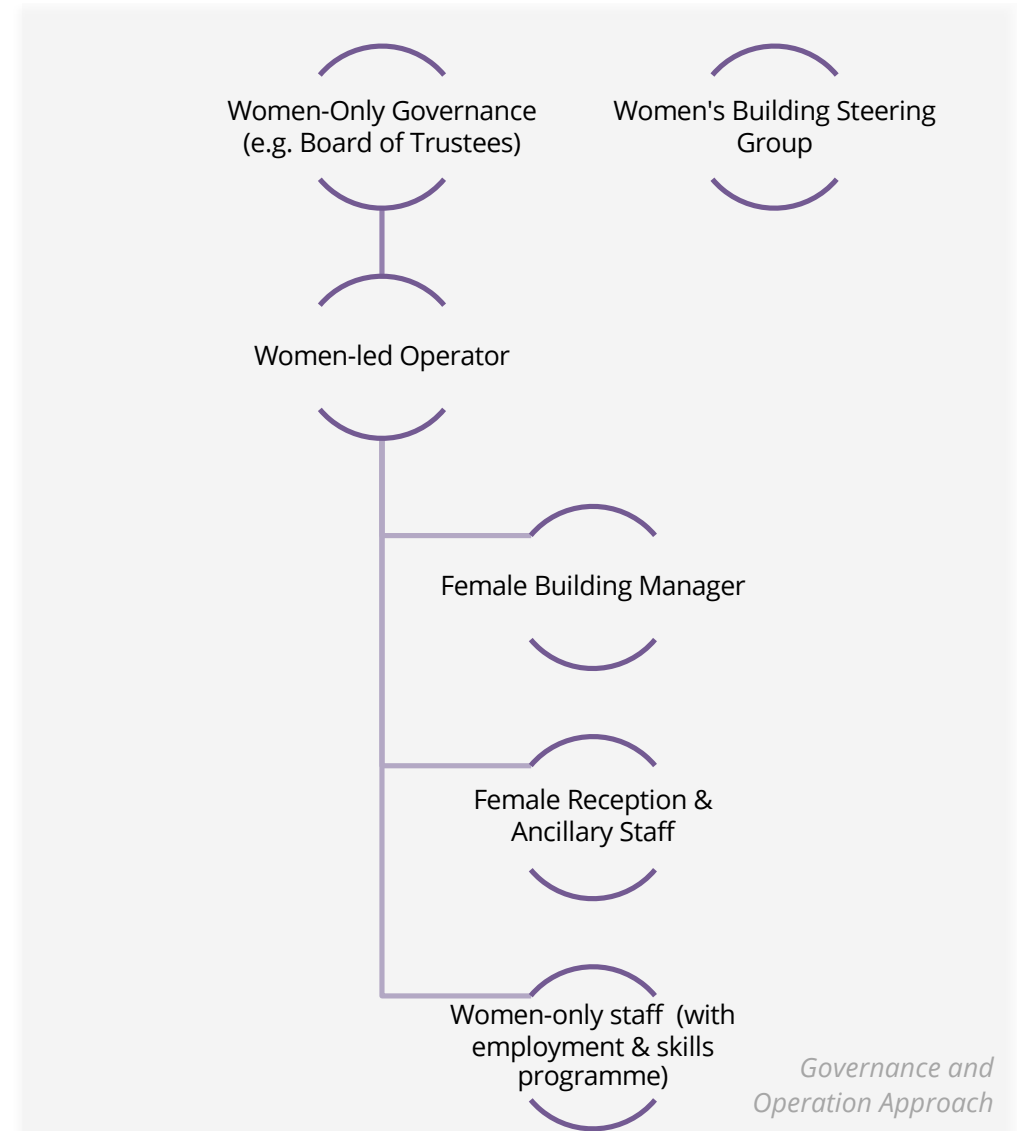 Women-Only Governance
(e.g. Board of Trustees)
Women's Building Steering
Group
Women-led Operator
Female Building Manager
Female Reception &
Ancillary Staff
Women-only staff  (with
employment & skills
programme)
Governance and
Operation Approach